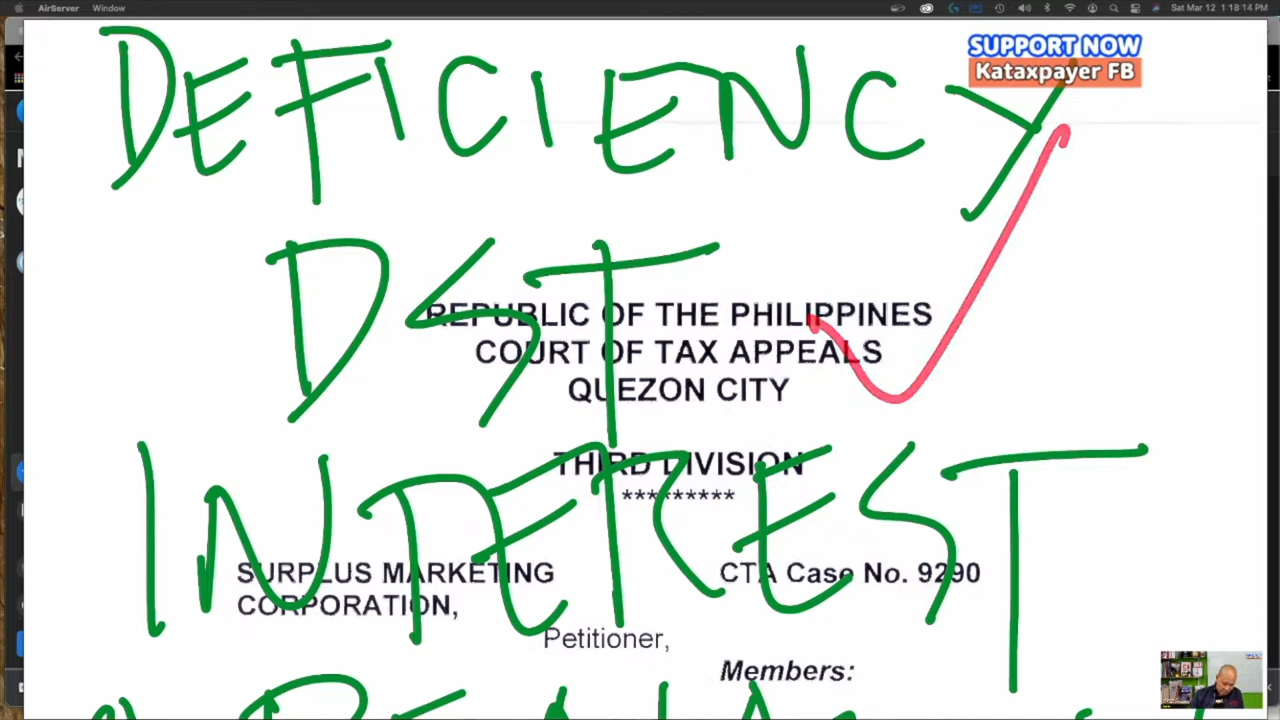 AirServer Window Sat Mar 12 1:18:14 PM
SUPPORT NOW
Kataxpayer FB
DEFICIENCY
DST
REPUBLIC OF THE PHILIPPINES
COURT OF TAX APPEALS
QUEZON CITY
INTEREST
THIRD DIVISION
*********
SURPLUS MARKETING CTA Case No. 9290
CORPORATION,
Petitioner,
Members: